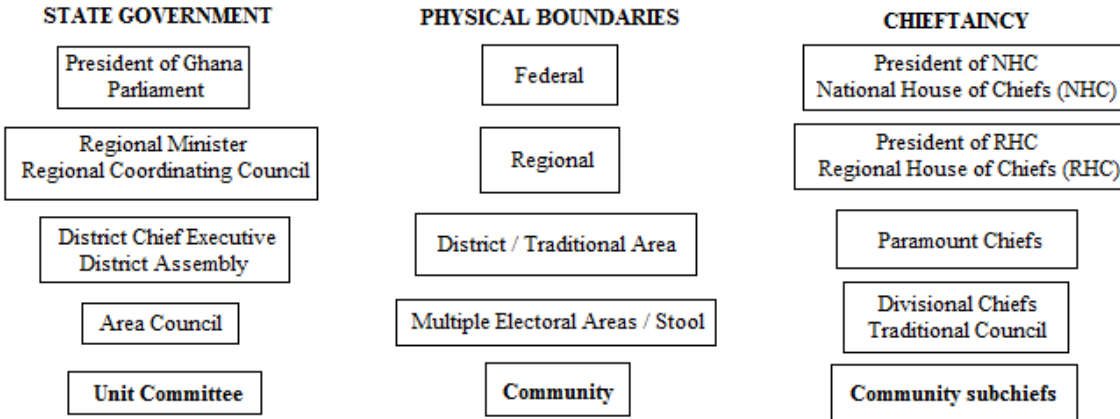 STATE GOVERNMENT
PHYSICAL BOUNDARIES
CHIEFTAINCY
President of Ghana
Parliament
Federal
President of NHC
National House of Chiefs (NHC)
Regional Minister
Regional Coordinating Council
Regional
President of RHC
Regional House of Chiefs (RHC)
District Chief Executive
District Assembly
District / Traditional Area
Paramount Chiefs
Area Council
Multiple Electoral Areas / Stool
Divisional Chiefs
Traditional Council
Unit Committee
Community
Community subchiefs